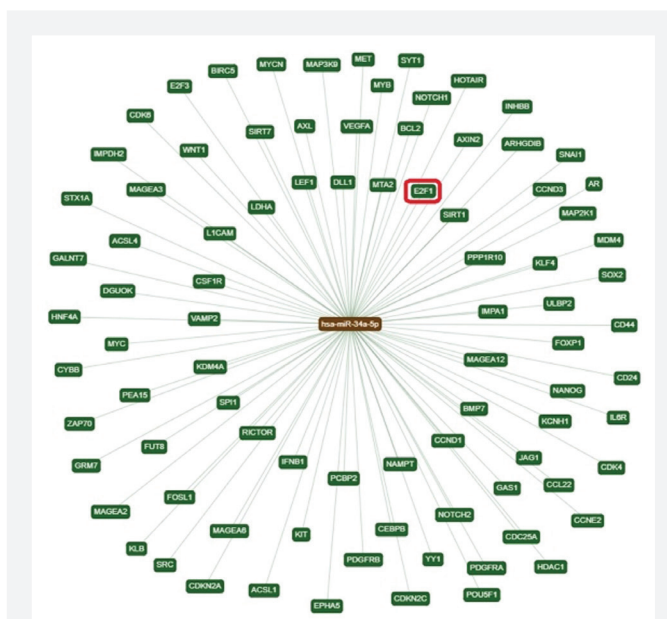 MET
SYT1
MYCN
MAP3K9
BIRC5
HOTAIR
E2F3
MYB
NOTCH1
INHBB
CDK6
AXL
VEGFA
BCL2
SIRT7
AXIN2
ARHGDIB
WNT1
IMPDH2
SNAI1
LEF1
DLL1
MTA2
E2F1
AR
MAGEA3
CCND3
STX1A
LDHA
SIRT1
MAP2K1
L1CAM
ACSL4
MDM4
GALNT7
PPP1R10
KLF4
SOX2
CSF1R
DGUOK
ULBP2
IMPA1
HNF4A
VAMP2
hsa-miR-34a-5p
CD44
MYC
FOXP1
MAGEA12
CYBB
KDM4A
CD24
PEA15
NANOG
SPI1
BMP7
IL6R
ZAP70
KCNH1
RICTOR
CCND1
FUT8
JAG1
GRM7
IFNB1
NAMPT
CDK4
PCBP2
CCL22
GAS1
FOSL1
MAGEA2
NOTCH2
CCNE2
MAGEA6
KIT
CEBPB
CDC25A
KLB
PDGFRB
YY1
SRC
PDGFRA
HDAC1
CDKN2A
ACSL1
POU5F1
CDKN2C
EPHA5